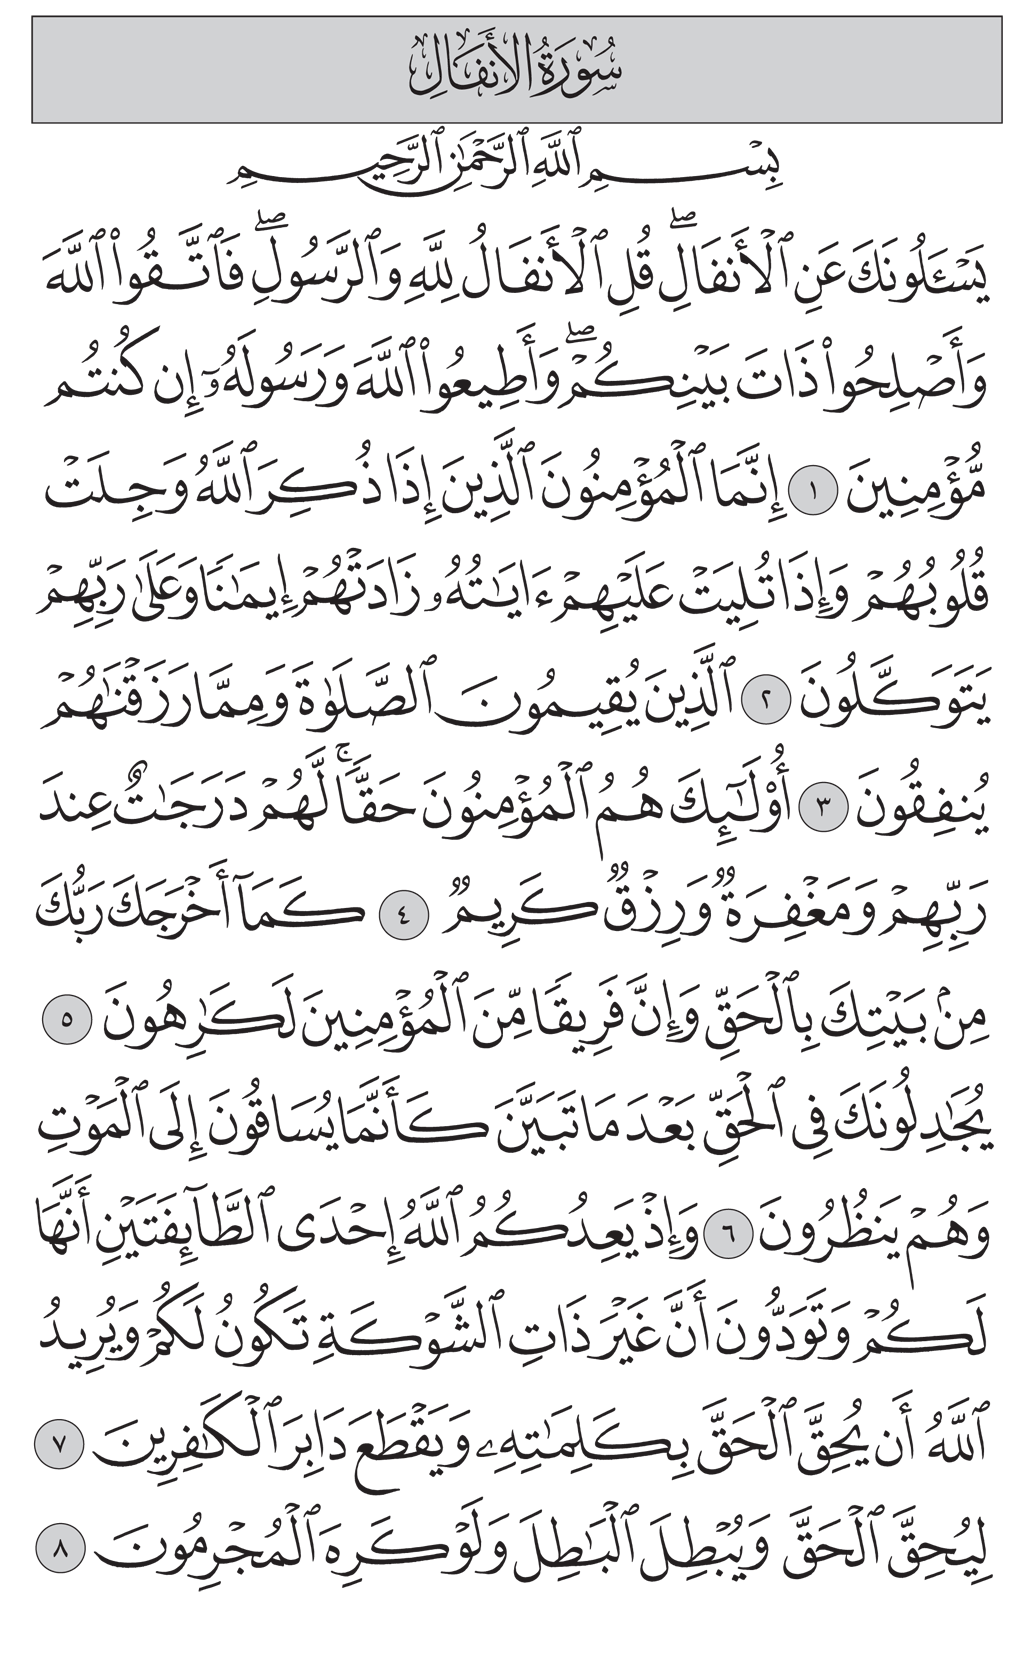 سُورَةُ الأَنفَالِ
بِسْمِ ٱللَّهِ ٱلرَّحْمَٰنِ ٱلرَّحِيمِ
يَسْـَٔلُونَكَ عَنِ ٱلْأَنفَالِۖ قُلِ ٱلْأَنفَالُ لِلَّهِ وَٱلرَّسُولِۖ فَٱتَّقُوا۟ ٱللَّهَ
وَأَصْلِحُوا۟ ذَاتَ بَيْنِكُمْۖ وَأَطِيعُوا۟ ٱللَّهَ وَرَسُولَهُۥٓ إِن كُنتُم
مُّؤْمِنِينَ ١ إِنَّمَا ٱلْمُؤْمِنُونَ ٱلَّذِينَ إِذَا ذُكِرَ ٱللَّهُ وَجِلَتْ
قُلُوبُهُمْ وَإِذَا تُلِيَتْ عَلَيْهِمْ ءَايَٰتُهُۥ زَادَتْهُمْ إِيمَٰنًا وَعَلَىٰ رَبِّهِمْ
يَتَوَكَّلُونَ ٢ ٱلَّذِينَ يُقِيمُونَ ٱلصَّلَوٰةَ وَمِمَّا رَزَقْنَٰهُمْ
يُنفِقُونَ ٣ أُو۟لَٰٓئِكَ هُمُ ٱلْمُؤْمِنُونَ حَقًّاۚ لَّهُمْ دَرَجَٰتٌ عِندَ
رَبِّهِمْ وَمَغْفِرَةٌ وَرِزْقٌ كَرِيمٌ ٤ كَمَآ أَخْرَجَكَ رَبُّكَ
مِنۢ بَيْتِكَ بِٱلْحَقِّ وَإِنَّ فَرِيقًا مِّنَ ٱلْمُؤْمِنِينَ لَكَٰرِهُونَ ٥
يُجَٰدِلُونَكَ فِى ٱلْحَقِّ بَعْدَ مَا تَبَيَّنَ كَأَنَّمَا يُسَاقُونَ إِلَى ٱلْمَوْتِ
وَهُمْ يَنظُرُونَ ٦ وَإِذْ يَعِدُكُمُ ٱللَّهُ إِحْدَى ٱلطَّآئِفَتَيْنِ أَنَّهَا
لَكُمْ وَتَوَدُّونَ أَنَّ غَيْرَ ذَاتِ ٱلشَّوْكَةِ تَكُونُ لَكُمْ وَيُرِيدُ
ٱللَّهُ أَن يُحِقَّ ٱلْحَقَّ بِكَلِمَٰتِهِۦ وَيَقْطَعَ دَابِرَ ٱلْكَٰفِرِينَ ٧
لِيُحِقَّ ٱلْحَقَّ وَيُبْطِلَ ٱلْبَٰطِلَ وَلَوْ كَرِهَ ٱلْمُجْرِمُونَ ٨